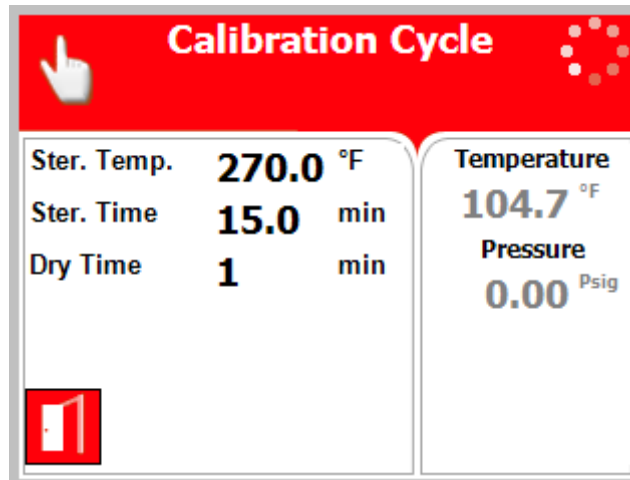 Calibration Cycle
Ster. Temp. 270.0 °F
Ster. Time 15.0 min
Dry Time 1 min
Temperature
104.7 °F
Pressure
0.00 Psig